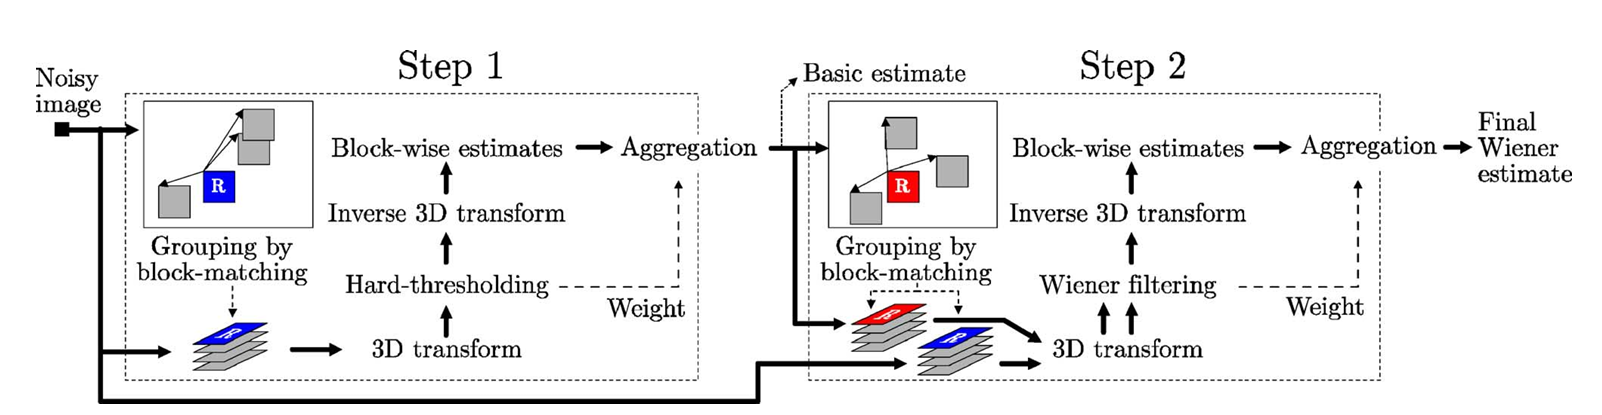 Step 1
Step 2
Noisy
image
Basic estimate
R
Block-wise estimates
Aggregation
Inverse 3D transform
Grouping by
block-matching
Hard-thresholding
Weight
R
3D transform
R
Block-wise estimates
Aggregation
Final
Wiener
estimate
Inverse 3D transform
Grouping by
block-matching
Wiener filtering
Weight
R
R
3D transform